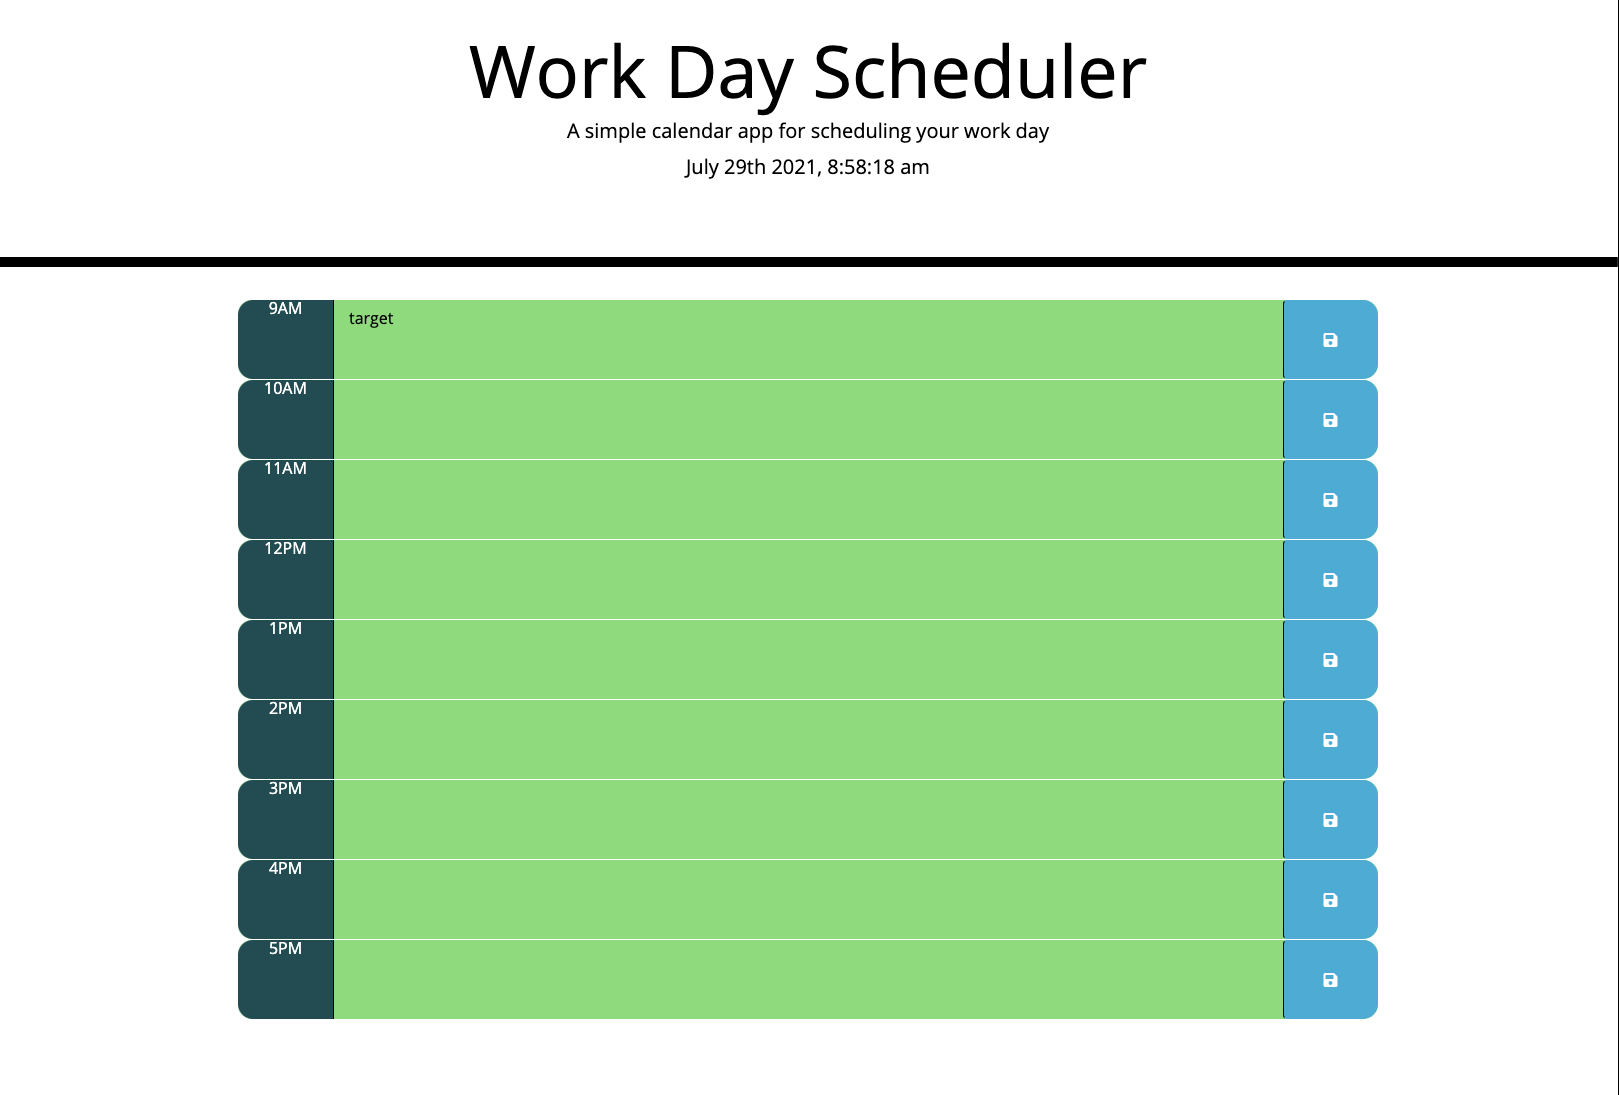 Work Day Scheduler
A simple calendar app for scheduling your work day
July 29th 2021, 8:58:18 am
9AM
target
10AM
11AM
12PM
1PM
2PM
3PM
4PM
5PM